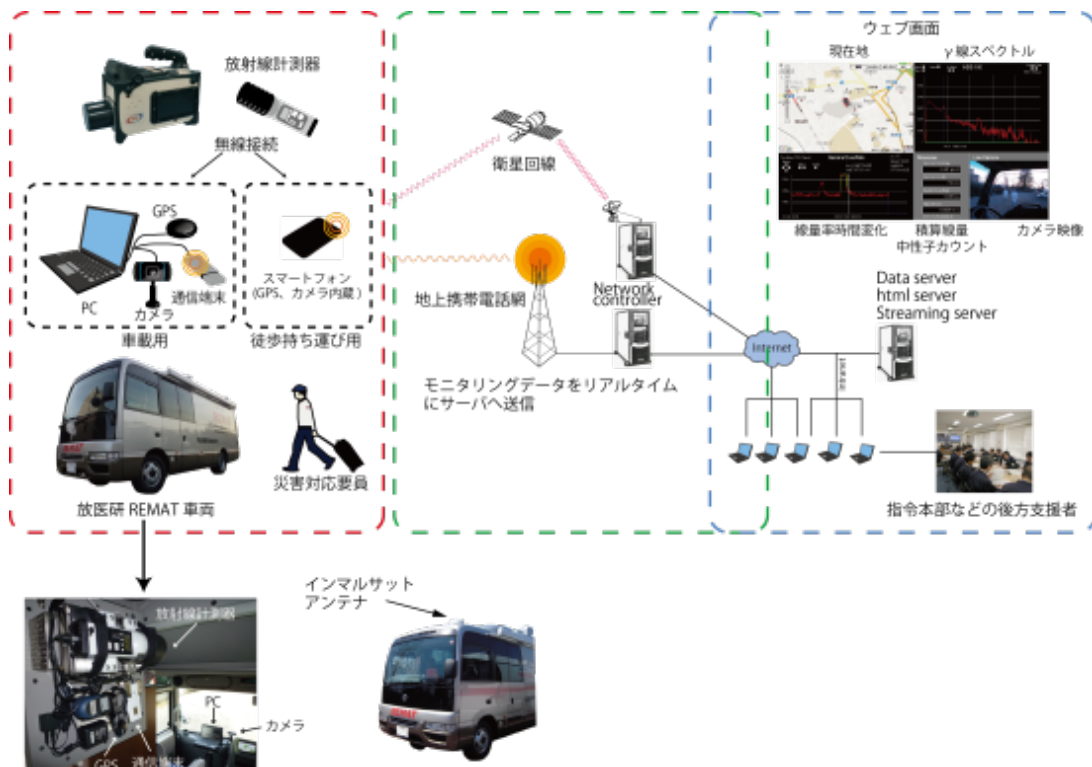 放射線計測器
無線接続
GPS
PC
カメラ
通信端末
車載用
スマートフォン
(GPS、カメラ内蔵)
徒歩持ち運び用
放医研 REMAT 車両
災害対応要員
衛星回線
地上携帯電話網
Network
controller
モニタリングデータをリアルタイム
にサーバへ送信
Internet
intranet
ウェブ画面
現在地
γ線スペクトル
線量率時間変化
積算線量
中性子カウント
カメラ映像
Data server
html server
Streaming server
指令本部などの後方支援者
放射線計測器
PC
カメラ
GPS
通信端末
インマルサット
アンテナ
REMAT